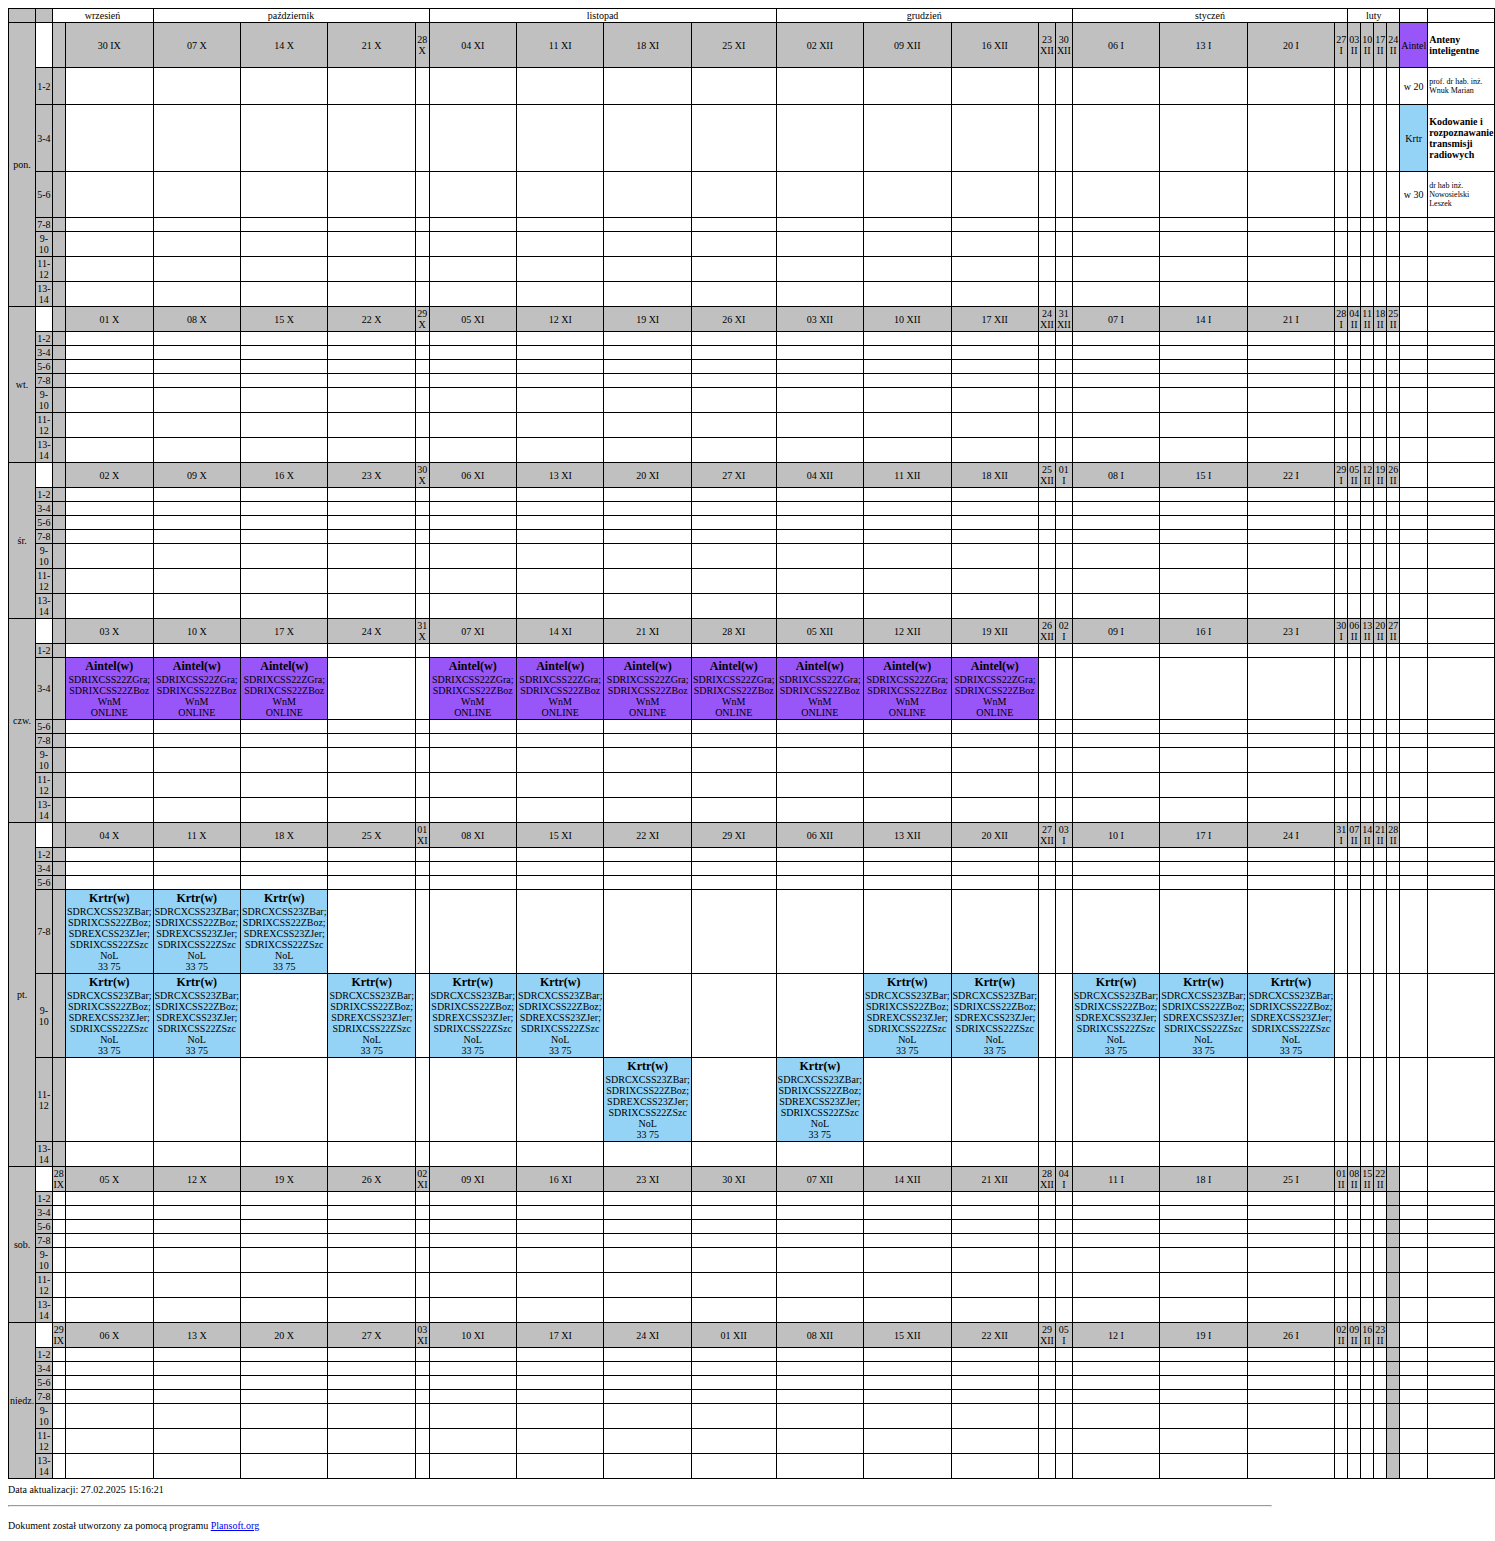 wrzesień październik listopad grudzień styczeń luty
pon. 30 IX 07 X 14 X 21 X 28 X 04 XI 11 XI 18 XI 25 XI 02 XII 09 XII 16 XII 23 XII 30 XII 06 I 13 I 20 I 27 I 03 II 10 II 17 II 24 II Aintel Anteny inteligentne
1-2 w 20 prof. dr hab. inż. Wnuk Marian
3-4 Krtr Kodowanie i rozpoznawanie transmisji radiowych
5-6 w 30 dr hab inż. Nowosielski Leszek
7-8
9-10
11-12
13-14
wt. 01 X 08 X 15 X 22 X 29 X 05 XI 12 XI 19 XI 26 XI 03 XII 10 XII 17 XII 24 XII 31 XII 07 I 14 I 21 I 28 I 04 II 11 II 18 II 25 II
1-2
3-4
5-6
7-8
9-10
11-12
13-14
śr. 02 X 09 X 16 X 23 X 30 X 06 XI 13 XI 20 XI 27 XI 04 XII 11 XII 18 XII 25 XII 01 I 08 I 15 I 22 I 29 I 05 II 12 II 19 II 26 II
1-2
3-4
5-6
7-8
9-10
11-12
13-14
czw. 03 X 10 X 17 X 24 X 31 X 07 XI 14 XI 21 XI 28 XI 05 XII 12 XII 19 XII 26 XII 02 I 09 I 16 I 23 I 30 I 06 II 13 II 20 II 27 II
1-2
3-4
Aintel(w) Aintel(w) Aintel(w) Aintel(w) Aintel(w) Aintel(w) Aintel(w) Aintel(w) Aintel(w) Aintel(w)
SDRIXCSS22ZGra; SDRIXCSS22ZGra; SDRIXCSS22ZGra; SDRIXCSS22ZGra; SDRIXCSS22ZGra; SDRIXCSS22ZGra; SDRIXCSS22ZGra; SDRIXCSS22ZGra; SDRIXCSS22ZGra; SDRIXCSS22ZGra;
SDRIXCSS22ZBoz SDRIXCSS22ZBoz SDRIXCSS22ZBoz SDRIXCSS22ZBoz SDRIXCSS22ZBoz SDRIXCSS22ZBoz SDRIXCSS22ZBoz SDRIXCSS22ZBoz SDRIXCSS22ZBoz SDRIXCSS22ZBoz
WnM WnM WnM WnM WnM WnM WnM WnM WnM WnM
ONLINE ONLINE ONLINE ONLINE ONLINE ONLINE ONLINE ONLINE ONLINE ONLINE
5-6
7-8
9-10
11-12
13-14
pt. 04 X 11 X 18 X 25 X 01 XI 08 XI 15 XI 22 XI 29 XI 06 XII 13 XII 20 XII 27 XII 03 I 10 I 17 I 24 I 31 I 07 II 14 II 21 II 28 II
1-2
3-4
5-6
7-8
Krtr(w) Krtr(w) Krtr(w)
SDRCXCSS23ZBar; SDRCXCSS23ZBar; SDRCXCSS23ZBar;
SDRIXCSS22ZBoz; SDRIXCSS22ZBoz; SDRIXCSS22ZBoz;
SDREXCSS23ZJer; SDREXCSS23ZJer; SDREXCSS23ZJer;
SDRIXCSS22ZSzc SDRIXCSS22ZSzc SDRIXCSS22ZSzc
NoL NoL NoL
33 75 33 75 33 75
9-10
Krtr(w) Krtr(w) Krtr(w) Krtr(w) Krtr(w) Krtr(w) Krtr(w) Krtr(w) Krtr(w) Krtr(w)
SDRCXCSS23ZBar; SDRCXCSS23ZBar; SDRCXCSS23ZBar; SDRCXCSS23ZBar; SDRCXCSS23ZBar; SDRCXCSS23ZBar; SDRCXCSS23ZBar; SDRCXCSS23ZBar; SDRCXCSS23ZBar; SDRCXCSS23ZBar;
SDRIXCSS22ZBoz; SDRIXCSS22ZBoz; SDRIXCSS22ZBoz; SDRIXCSS22ZBoz; SDRIXCSS22ZBoz; SDRIXCSS22ZBoz; SDRIXCSS22ZBoz; SDRIXCSS22ZBoz; SDRIXCSS22ZBoz; SDRIXCSS22ZBoz;
SDREXCSS23ZJer; SDREXCSS23ZJer; SDREXCSS23ZJer; SDREXCSS23ZJer; SDREXCSS23ZJer; SDREXCSS23ZJer; SDREXCSS23ZJer; SDREXCSS23ZJer; SDREXCSS23ZJer; SDREXCSS23ZJer;
SDRIXCSS22ZSzc SDRIXCSS22ZSzc SDRIXCSS22ZSzc SDRIXCSS22ZSzc SDRIXCSS22ZSzc SDRIXCSS22ZSzc SDRIXCSS22ZSzc SDRIXCSS22ZSzc SDRIXCSS22ZSzc SDRIXCSS22ZSzc
NoL NoL NoL NoL NoL NoL NoL NoL NoL NoL
33 75 33 75 33 75 33 75 33 75 33 75 33 75 33 75 33 75 33 75
11-12
Krtr(w) Krtr(w)
SDRCXCSS23ZBar; SDRCXCSS23ZBar;
SDRIXCSS22ZBoz; SDRIXCSS22ZBoz;
SDREXCSS23ZJer; SDREXCSS23ZJer;
SDRIXCSS22ZSzc SDRIXCSS22ZSzc
NoL NoL
33 75 33 75
13-14
sob. 28 IX 05 X 12 X 19 X 26 X 02 XI 09 XI 16 XI 23 XI 30 XI 07 XII 14 XII 21 XII 28 XII 04 I 11 I 18 I 25 I 01 II 08 II 15 II 22 II
1-2
3-4
5-6
7-8
9-10
11-12
13-14
niedz. 29 IX 06 X 13 X 20 X 27 X 03 XI 10 XI 17 XI 24 XI 01 XII 08 XII 15 XII 22 XII 29 XII 05 I 12 I 19 I 26 I 02 II 09 II 16 II 23 II
1-2
3-4
5-6
7-8
9-10
11-12
13-14
Data aktualizacji: 27.02.2025 15:16:21
Dokument został utworzony za pomocą programu Plansoft.org